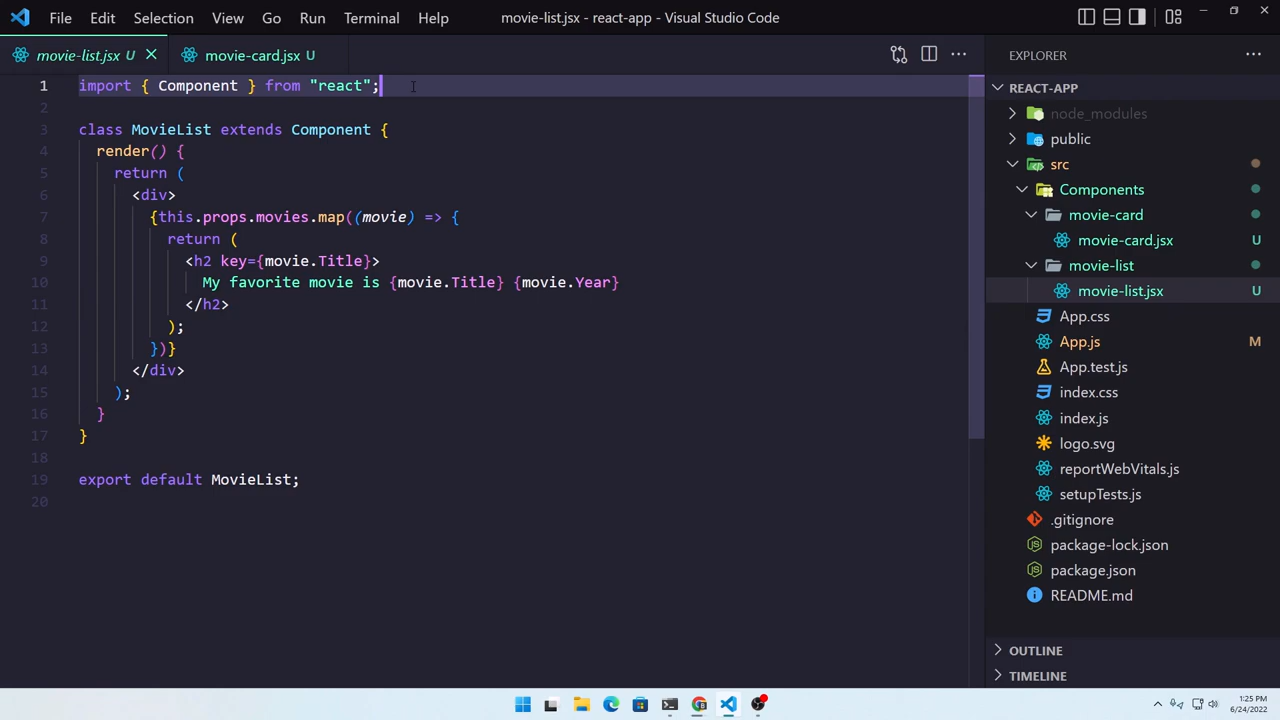 File Edit Selection View Go Run Terminal Help
movie-list.jsx - react-app - Visual Studio Code
movie-list.jsx U
movie-card.jsx U
1 import { Component } from "react";
2
3 class MovieList extends Component {
4 render() {
5 return (
6 <div>
7 {this.props.movies.map((movie) => {
8 return (
9 <h2 key={movie.Title}>
10 My favorite movie is {movie.Title} {movie.Year}
11 </h2>
12 );
13 })}
14 </div>
15 );
16 }
17 }
18
19 export default MovieList;
20
EXPLORER
REACT-APP
node_modules
public
src
Components
movie-card
movie-card.jsx U
movie-list
movie-list.jsx U
App.css
App.js M
App.test.js
index.css
index.js
logo.svg
reportWebVitals.js
setupTests.js
.gitignore
package-lock.json
package.json
README.md
OUTLINE
TIMELINE
1:25 PM
6/24/2022